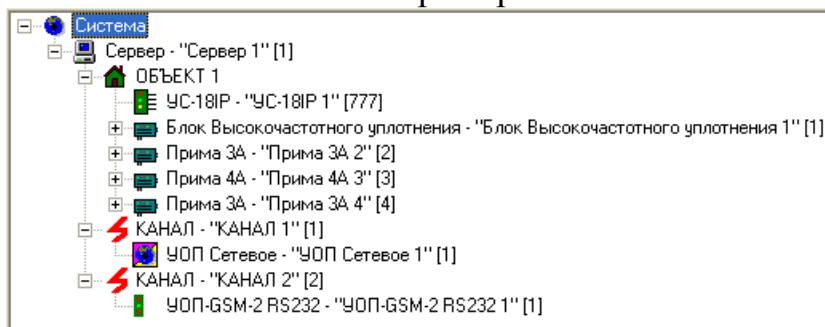 Система
Сервер - "Сервер 1" [1]
ОБЪЕКТ 1
УС-18IP - "УС-18IP 1" [777]
Блок Высокочастотного уплотнения - "Блок Высокочастотного уплотнения 1" [1]
Прима 3А - "Прима 3А 2" [2]
Прима 4А - "Прима 4А 3" [3]
Прима 3А - "Прима 3А 4" [4]
КАНАЛ - "КАНАЛ 1" [1]
УОП Сетевое - "УОП Сетевое 1" [1]
КАНАЛ - "КАНАЛ 2" [2]
УОП-GSM-2 RS232 - "УОП-GSM-2 RS232 1" [1]